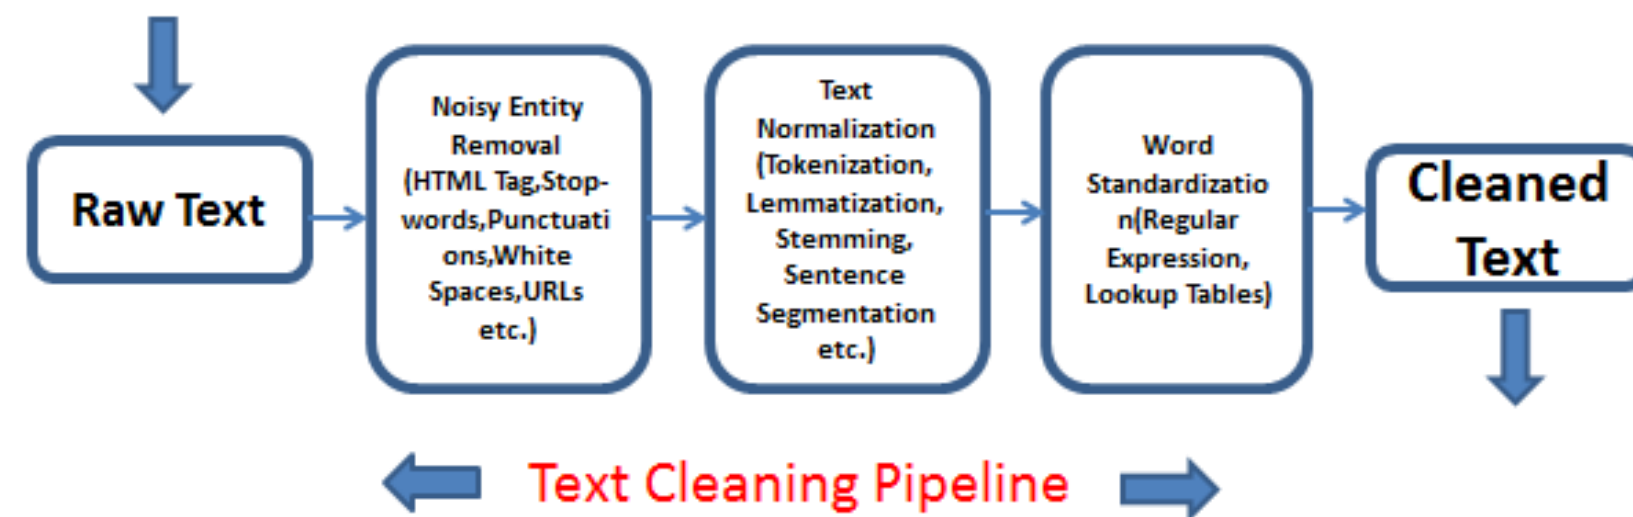 Raw Text
Noisy Entity
Removal
(HTML Tag,Stop-
words,Punctuati
ons,White
Spaces,URLs
etc.)
Text
Normalization
(Tokenization,
Lemmatization,
Stemming,
Sentence
Segmentation
etc.)
Word
Standardizatio
n(Regular
Expression,
Lookup Tables)
Cleaned
Text
Text Cleaning Pipeline